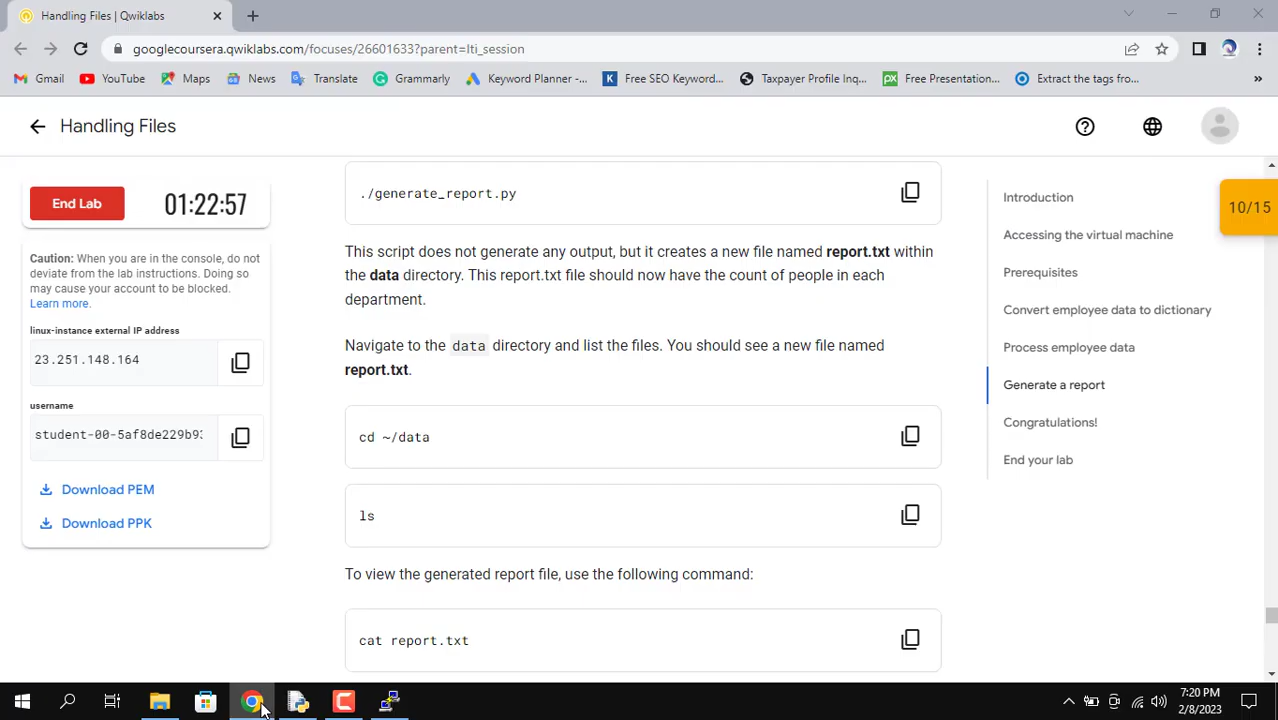 Handling Files | Qwiklabs
googlecoursera.qwiklabs.com/focuses/26601633?parent=lti_session
Gmail
YouTube
Maps
News
Translate
Grammarly
Keyword Planner -...
Free SEO Keyword...
Taxpayer Profile Inq...
Free Presentation...
Extract the tags fro...
»
Handling Files
End Lab
01:22:57
Caution: When you are in the console, do not
deviate from the lab instructions. Doing so
may cause your account to be blocked.
Learn more.
linux-instance external IP address
23.251.148.164
username
student-00-5af8de229b93
Download PEM
Download PPK
./generate_report.py
This script does not generate any output, but it creates a new file named report.txt within
the data directory. This report.txt file should now have the count of people in each
department.
Navigate to the data directory and list the files. You should see a new file named
report.txt.
cd ~/data
ls
To view the generated report file, use the following command:
cat report.txt
Introduction
Accessing the virtual machine
Prerequisites
Convert employee data to dictionary
Process employee data
Generate a report
Congratulations!
End your lab
10/15
7:20 PM
2/8/2023